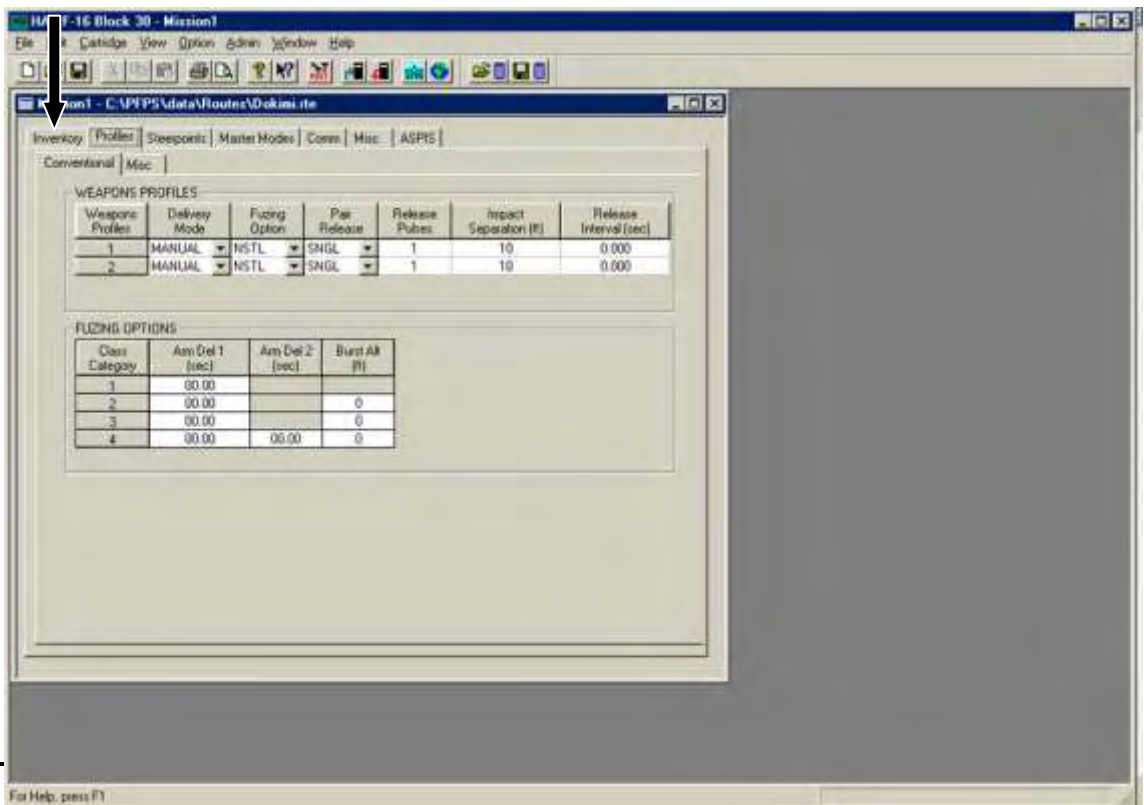 F-16 Block 30 - Mission1
File Cartridge View Option Admin Window Help
C:\PFPS\data\Routes\Dokimi.rte
Inventory Profiles Steerpoints Master Modes Comm Misc ASPIS
Conventional Misc
WEAPONS PROFILES
Weapons Profiles Delivery Mode Fuzing Option Pair Release Release Pulses Impact Separation (ft) Release Interval (sec)
1 MANUAL NSTL SNGL 1 10 0.000
2 MANUAL NSTL SNGL 1 10 0.000
FUZING OPTIONS
Class Category Arm Del 1 (sec) Arm Del 2 (sec) Burst Alt (ft)
1 00.00
2 00.00 0
3 00.00 0
4 00.00 00.00 0
For Help, press F1